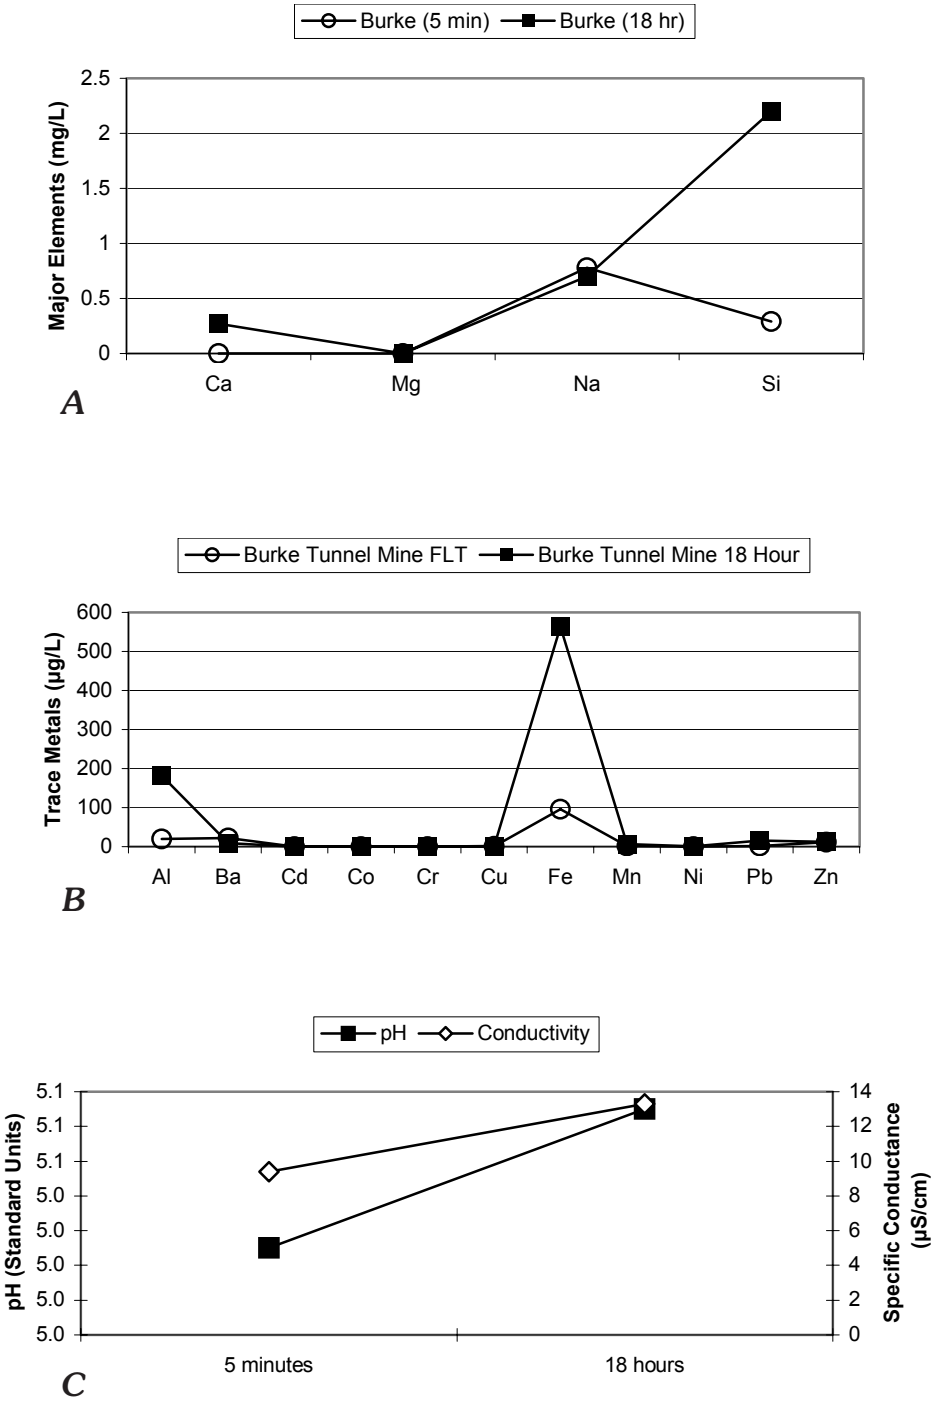 Burke (5 min) Burke (18 hr)
Major Elements (mg/L)
2.5
2
1.5
1
0.5
0
Ca Mg Na Si
A
Burke Tunnel Mine FLT Burke Tunnel Mine 18 Hour
Trace Metals (µg/L)
600
500
400
300
200
100
0
Al Ba Cd Co Cr Cu Fe Mn Ni Pb Zn
B
pH Conductivity
pH (Standard Units)
5.1
5.1
5.1
5.0
5.0
5.0
5.0
5.0
14
12
10
8
6
4
2
0
Specific Conductance
(µS/cm)
5 minutes 18 hours
C